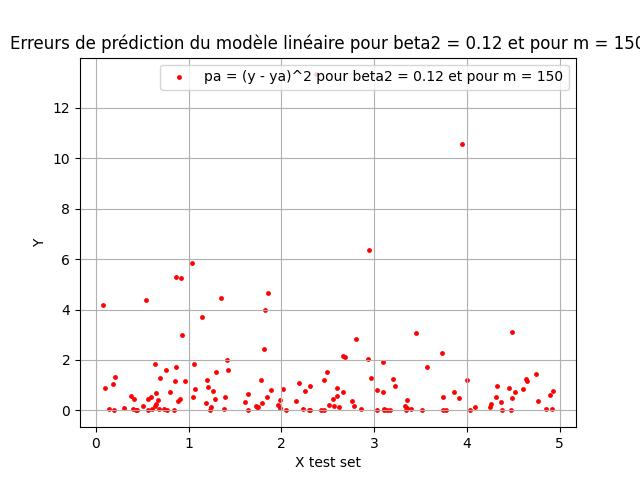 Erreurs de prédiction du modèle linéaire pour beta2 = 0.12 et pour m = 150
pa = (y - ya)^2 pour beta2 = 0.12 et pour m = 150
12
10
8
6
4
2
0
Y
0 1 2 3 4 5
X test set